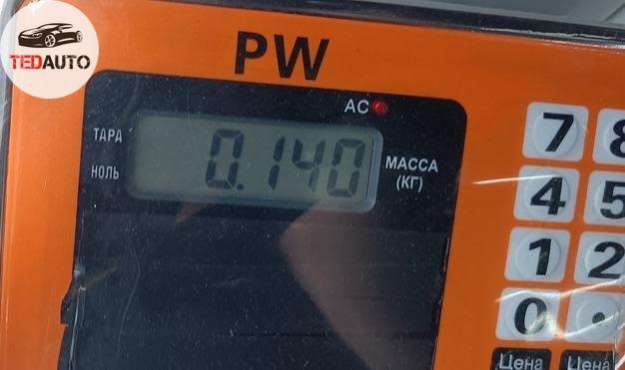 TEDAUTO
PW
AC
ТАРА
НОЛЬ
0.140
МАССА
(КГ)
7 8
4 5
1 2
0 .
Цена Цена